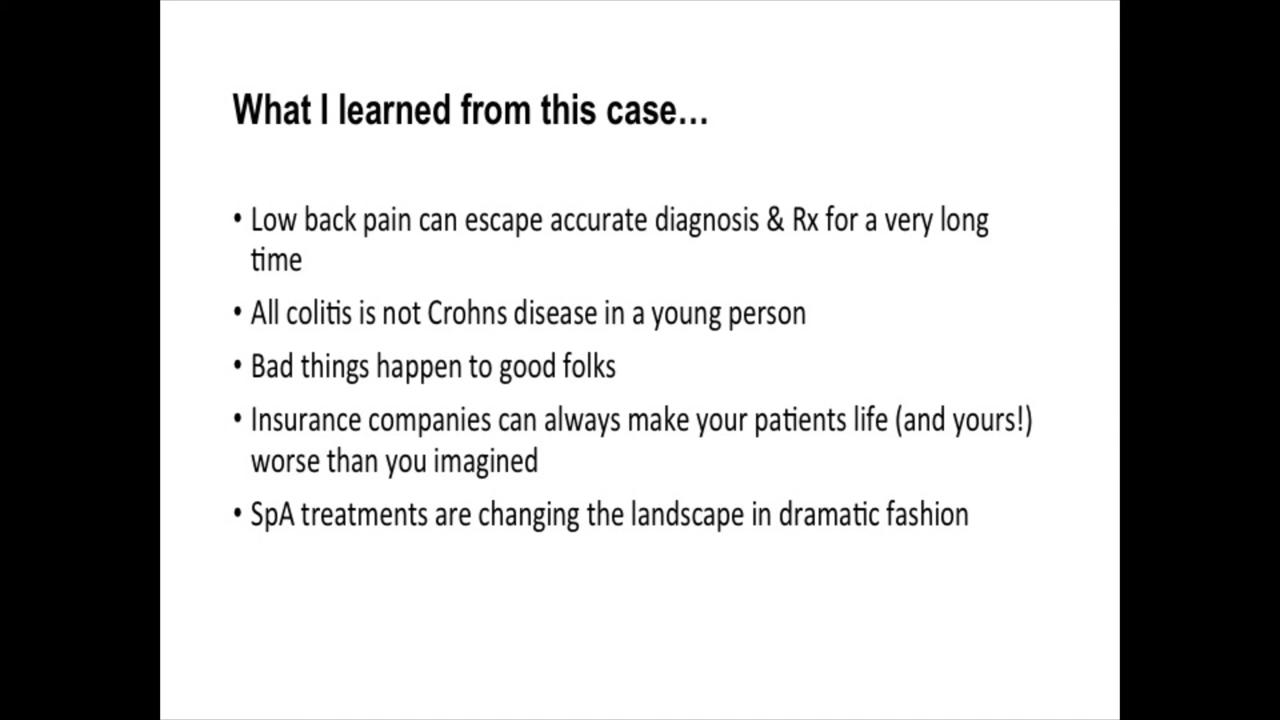 What I learned from this case...
• Low back pain can escape accurate diagnosis & Rx for a very long
time
• All colitis is not Crohns disease in a young person
• Bad things happen to good folks
• Insurance companies can always make your patients life (and yours!)
worse than you imagined
• SpA treatments are changing the landscape in dramatic fashion